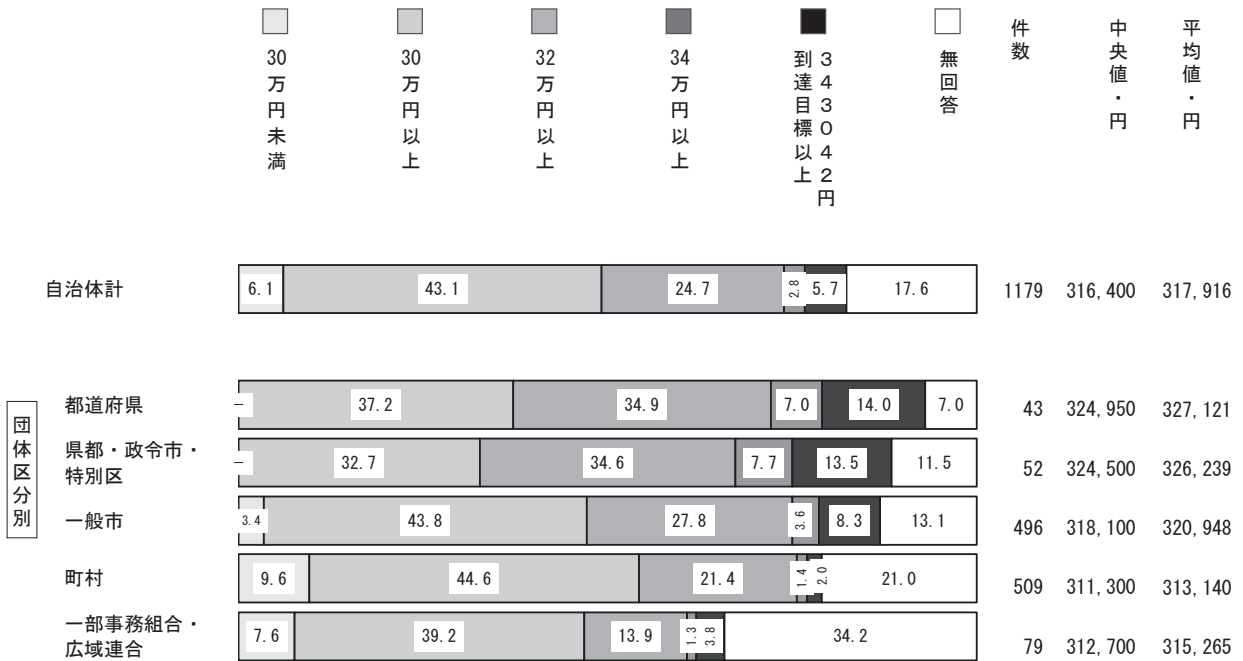 30万円未満
30万円以上
32万円以上
34万円以上
343042円
到達目標以上
無回答
件数
中央値・円
平均値・円
自治体計 6.1 43.1 24.7 2.8 5.7 17.6 1179 316,400 317,916
団体区分別
都道府県 － 37.2 34.9 7.0 14.0 7.0 43 324,950 327,121
県都・政令市・
特別区 － 32.7 34.6 7.7 13.5 11.5 52 324,500 326,239
一般市 3.4 43.8 27.8 3.6 8.3 13.1 496 318,100 320,948
町村 9.6 44.6 21.4 1.4 2.0 21.0 509 311,300 313,140
一部事務組合・
広域連合 7.6 39.2 13.9 1.3 3.8 34.2 79 312,700 315,265